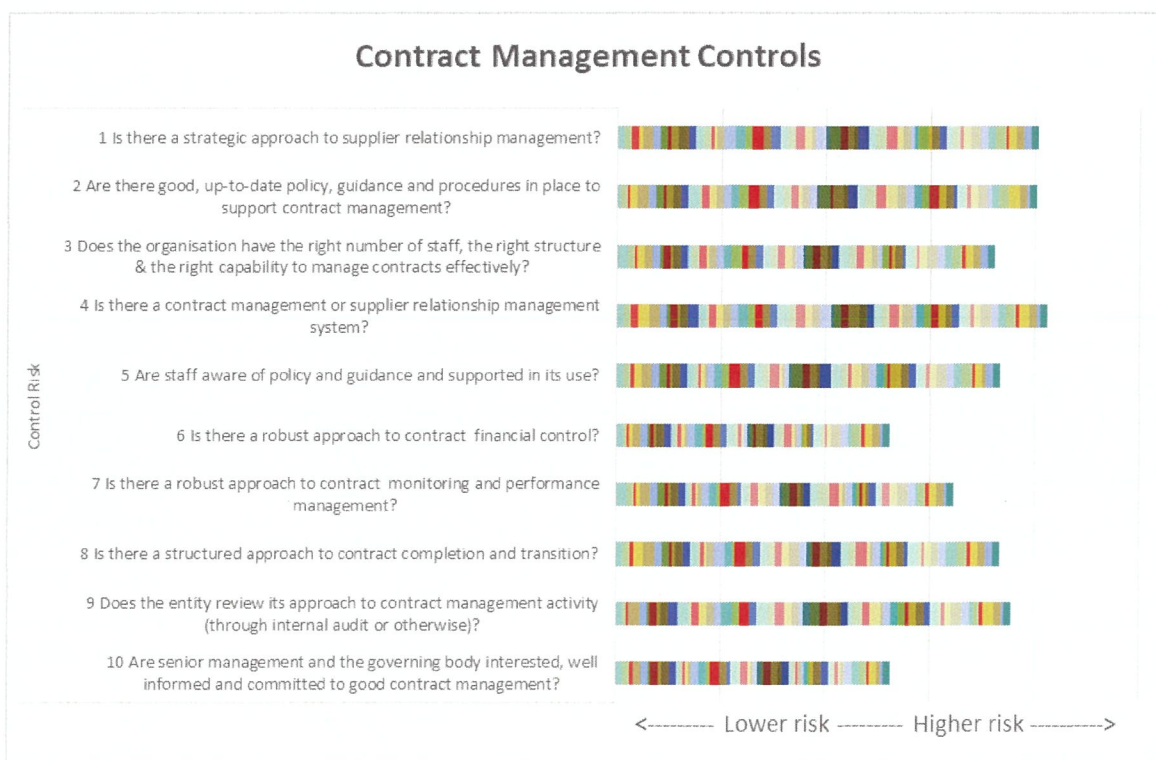 Contract Management Controls
1 Is there a strategic approach to supplier relationship management?
2 Are there good, up-to-date policy, guidance and procedures in place to
support contract management?
3 Does the organisation have the right number of staff, the right structure
& the right capability to manage contracts effectively?
4 Is there a contract management or supplier relationship management
system?
Control Risk
5 Are staff aware of policy and guidance and supported in its use?
6 Is there a robust approach to contract financial control?
7 Is there a robust approach to contract monitoring and performance
management?
8 Is there a structured approach to contract completion and transition?
9 Does the entity review its approach to contract management activity
(through internal audit or otherwise)?
10 Are senior management and the governing body interested, well
informed and committed to good contract management?
<--------- Lower risk --------- Higher risk ---------->